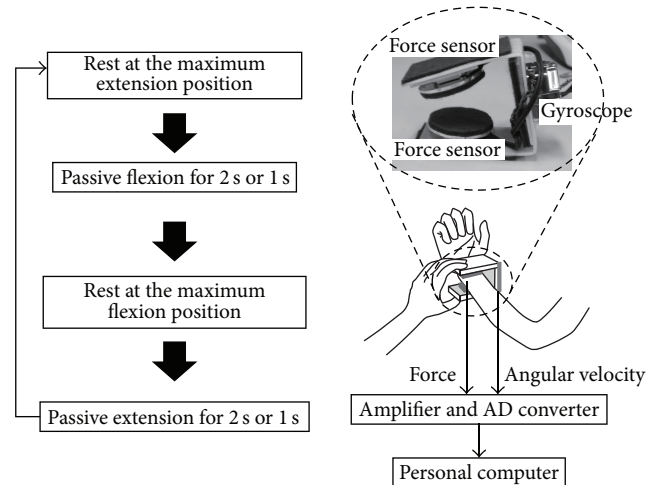 Rest at the maximum
extension position
Passive flexion for 2 s or 1 s
Rest at the maximum
flexion position
Passive extension for 2 s or 1 s
Force sensor
Gyroscope
Force sensor
Force
Angular velocity
Amplifier and AD converter
Personal computer